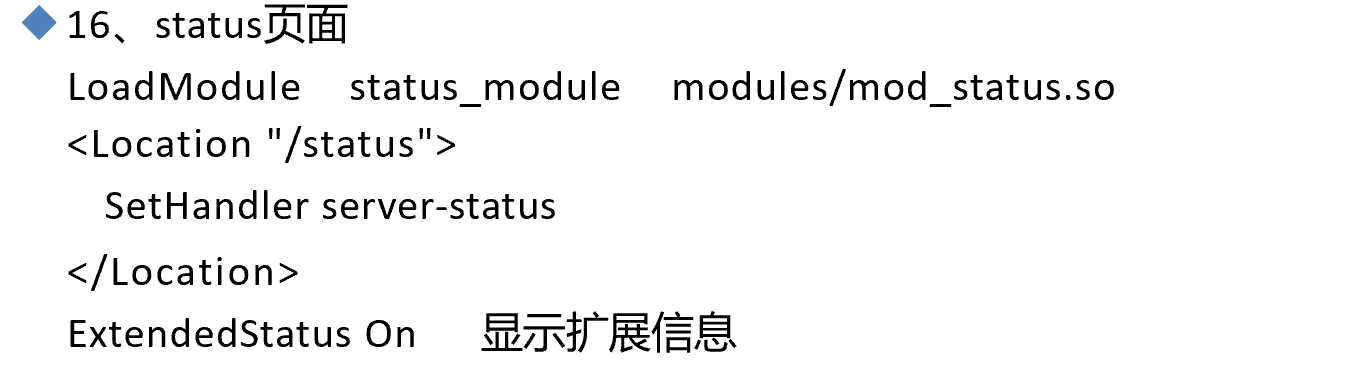 16、status页面
LoadModule status_module modules/mod_status.so
<Location "/status">
SetHandler server-status
</Location>
ExtendedStatus On 显示扩展信息